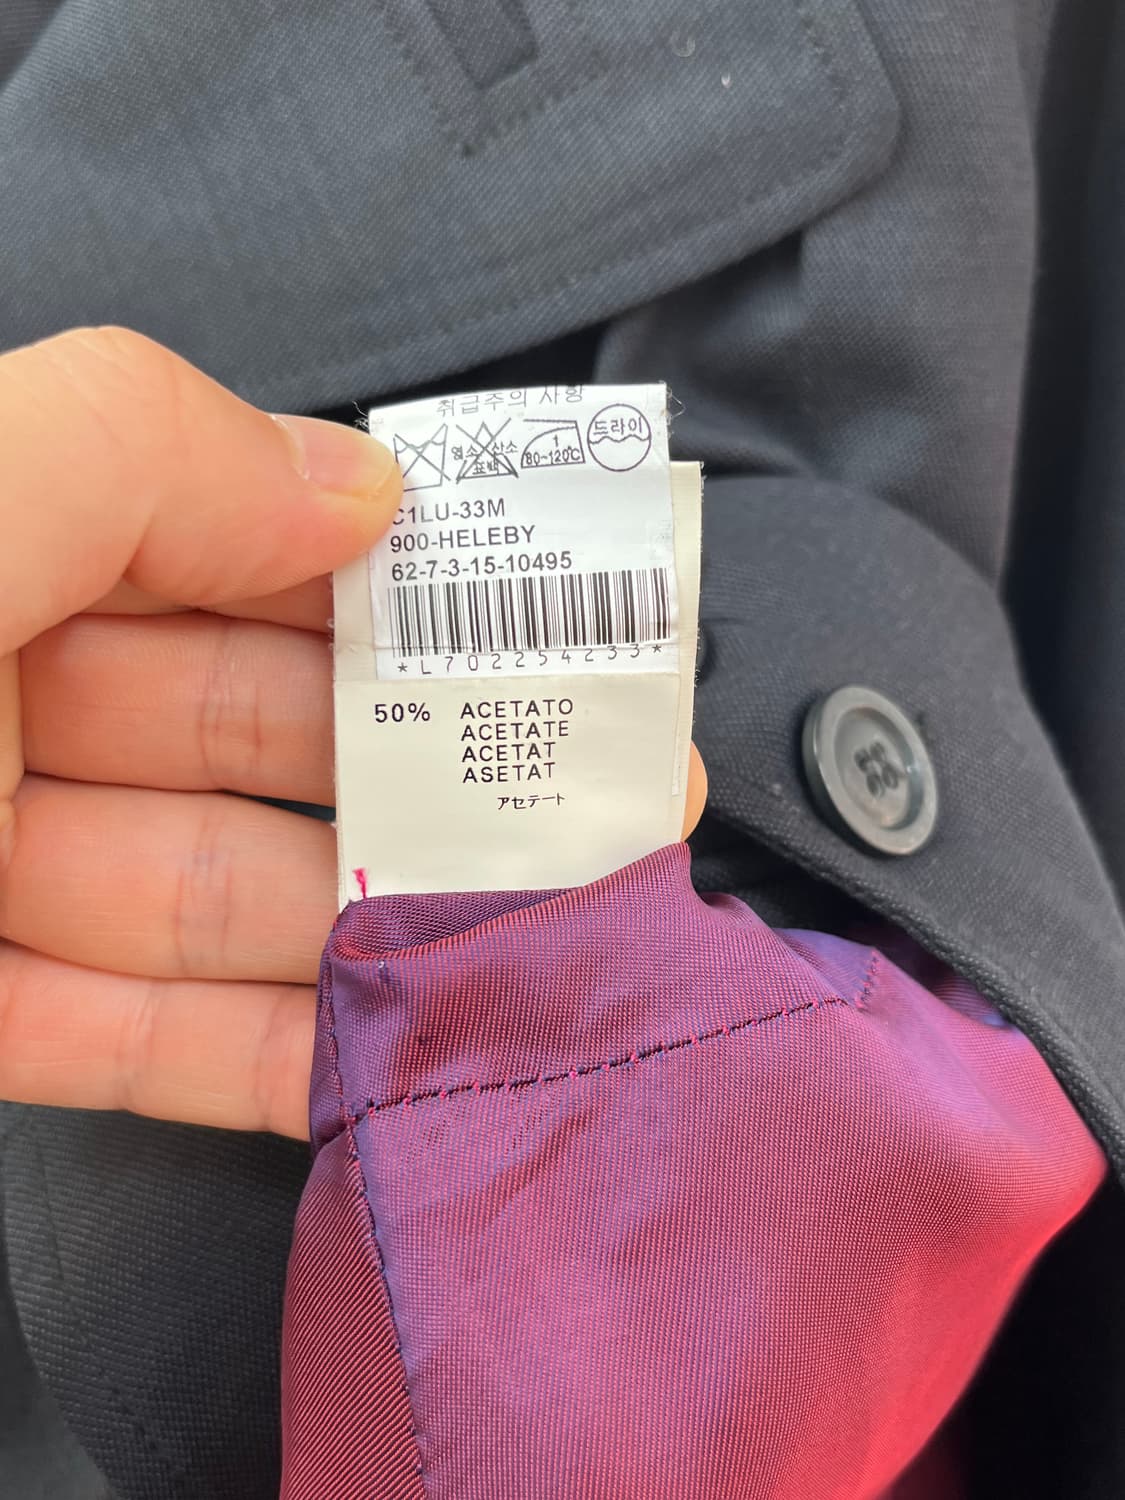 취급주의 사항
염소 산소
표백
1
80~120℃
드라이
C1LU-33M
900-HELEBY
62-7-3-15-10495
*L702254233*
50% ACETATO
ACETATE
ACETAT
ASETAT
アセテート